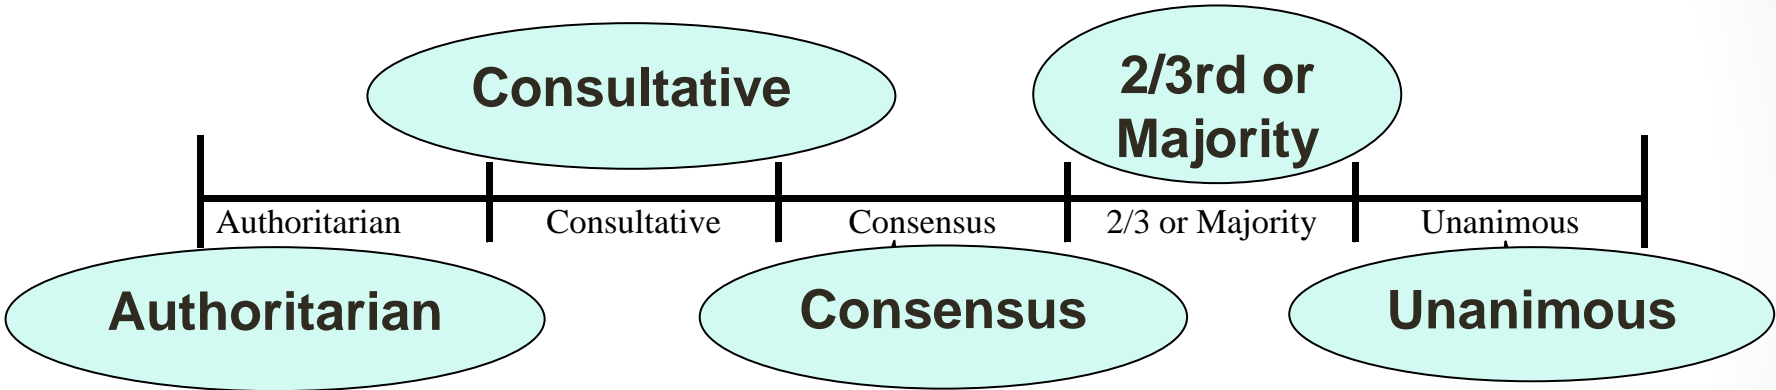 Consultative
2/3rd or
Majority
Authoritarian
Consultative
Consensus
2/3 or Majority
Unanimous
Authoritarian
Consensus
Unanimous